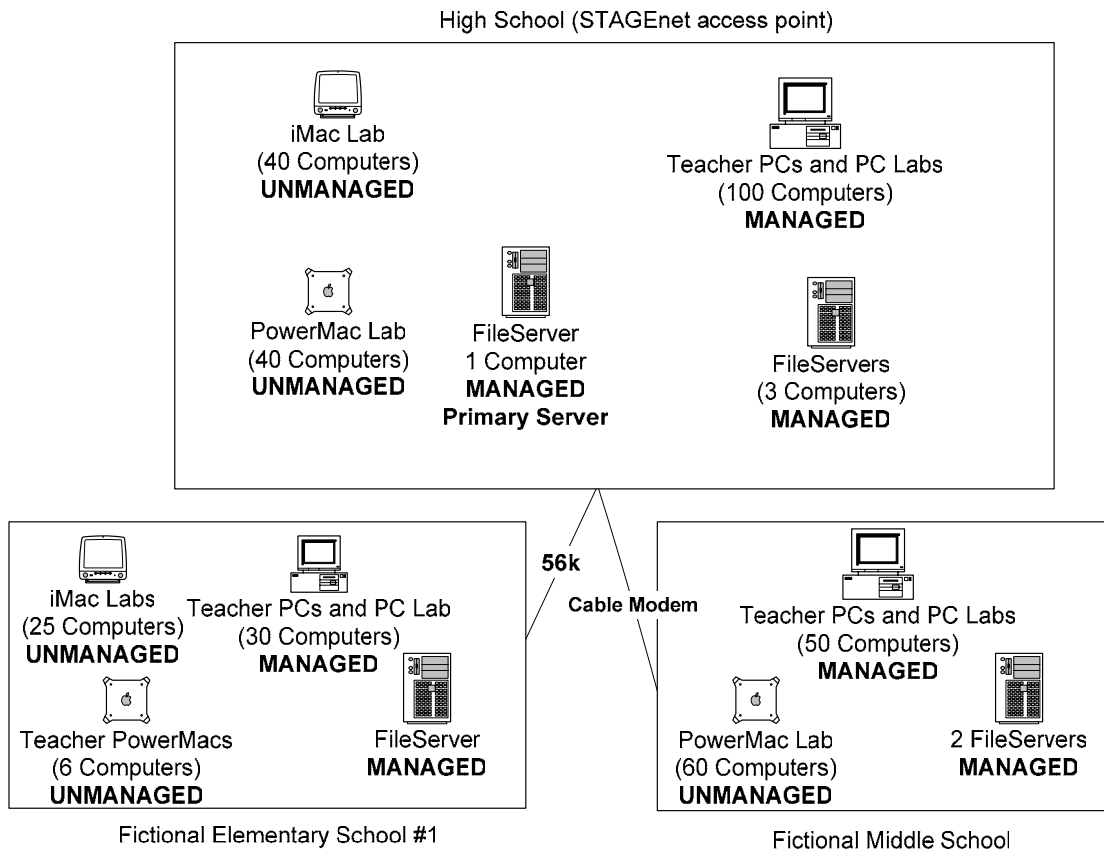 High School (STAGEnet access point)
iMac Lab
(40 Computers)
UNMANAGED
Teacher PCs and PC Labs
(100 Computers)
MANAGED
PowerMac Lab
(40 Computers)
UNMANAGED
FileServer
1 Computer
MANAGED
Primary Server
FileServers
(3 Computers)
MANAGED
56k
Cable Modem
iMac Labs
(25 Computers)
UNMANAGED
Teacher PCs and PC Lab
(30 Computers)
MANAGED
Teacher PowerMacs
(6 Computers)
UNMANAGED
FileServer
MANAGED
Fictional Elementary School #1
Teacher PCs and PC Labs
(50 Computers)
MANAGED
PowerMac Lab
(60 Computers)
UNMANAGED
2 FileServers
MANAGED
Fictional Middle School